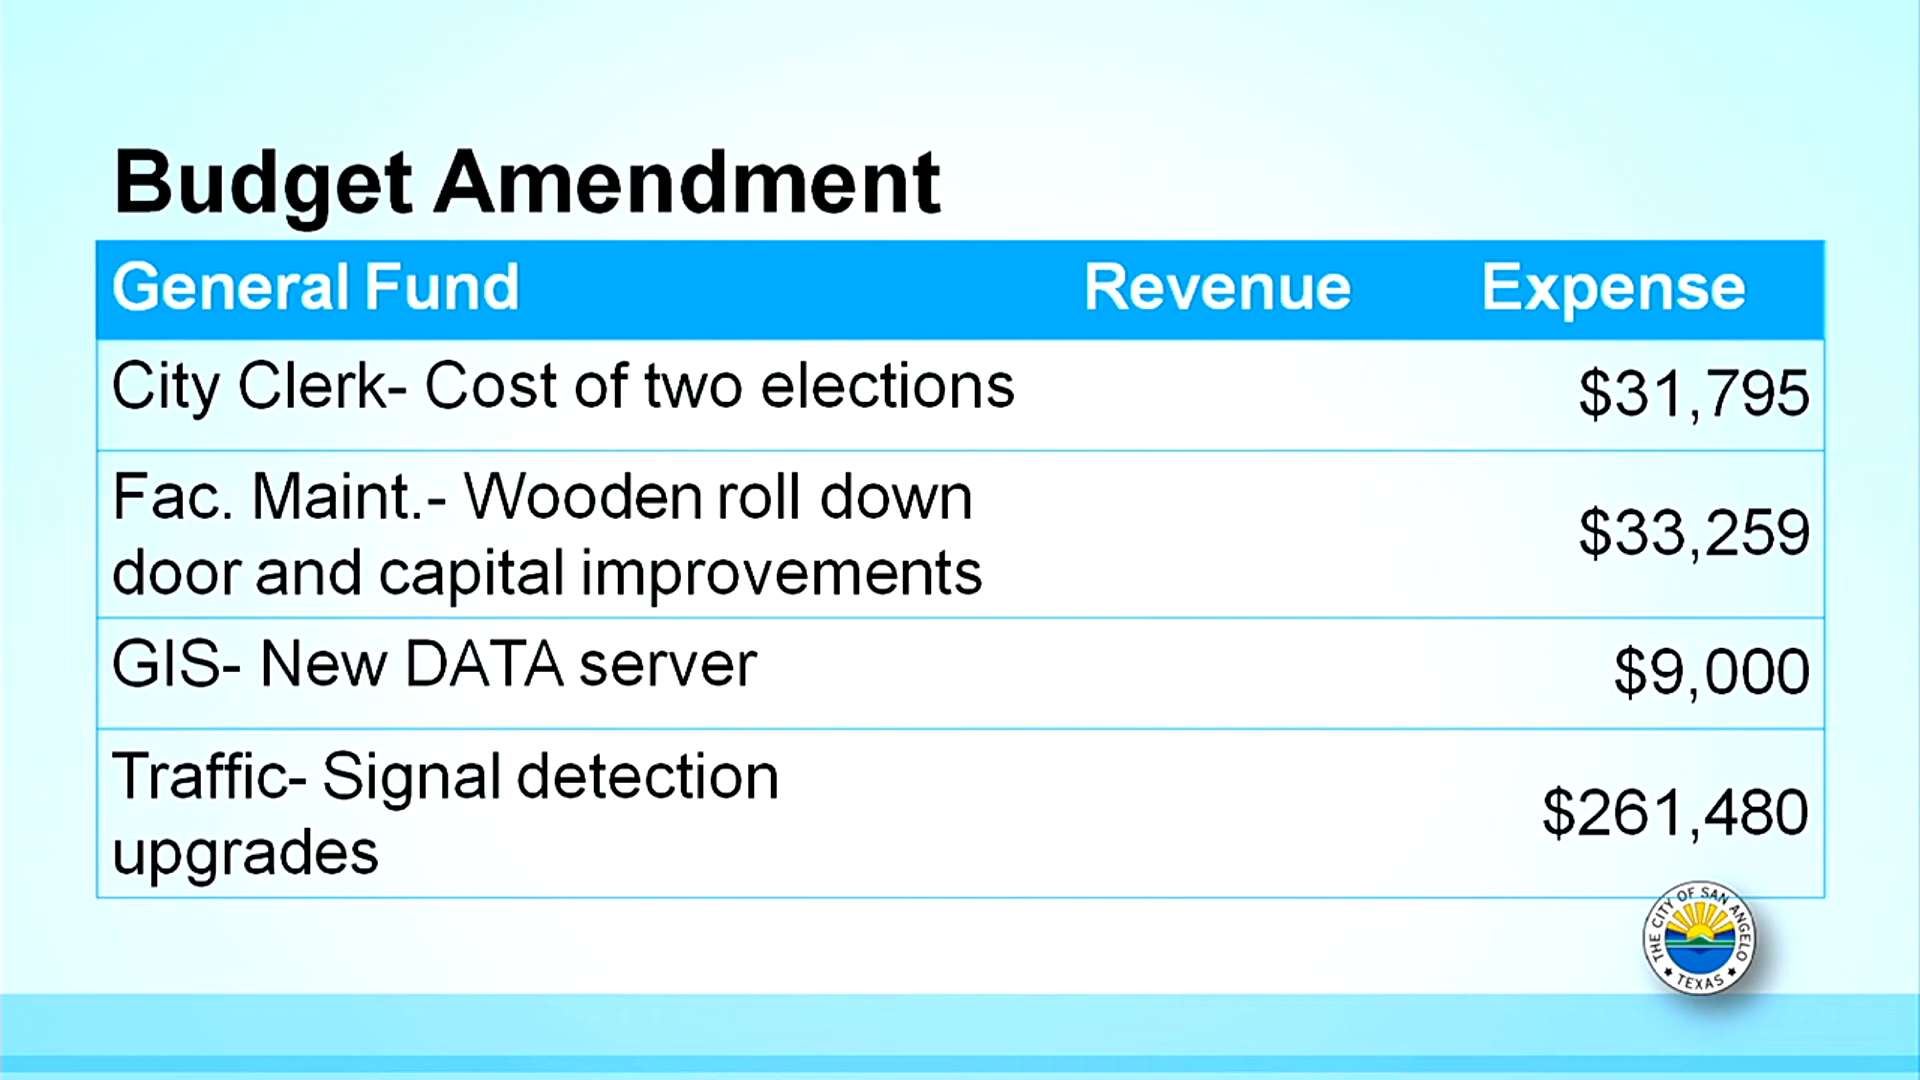 Budget Amendment
General Fund Revenue Expense
City Clerk- Cost of two elections $31,795
Fac. Maint.- Wooden roll down
door and capital improvements $33,259
GIS- New DATA server $9,000
Traffic- Signal detection
upgrades $261,480
THE CITY OF SAN ANGELO
TEXAS